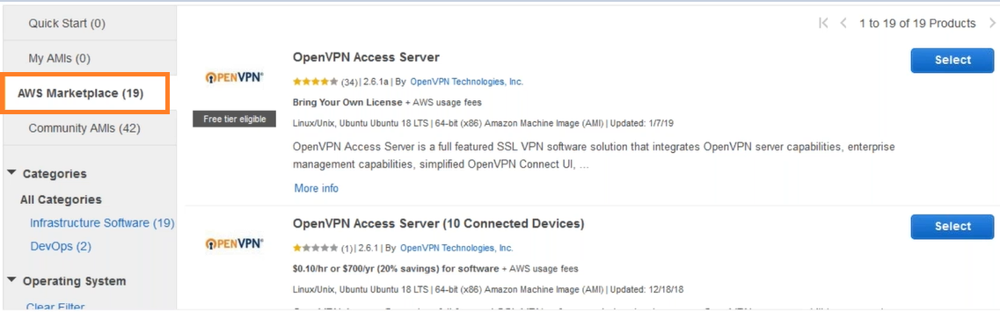 Quick Start (0)
1 to 19 of 19 Products
My AMIs (0)
AWS Marketplace (19)
Community AMIs (42)
Categories
All Categories
Infrastructure Software (19)
DevOps (2)
Operating System
Clear Filter
OPENVPN®
Free tier eligible
OpenVPN Access Server
Select
(34) | 2.6.1a | By OpenVPN Technologies, Inc.
Bring Your Own License + AWS usage fees
Linux/Unix, Ubuntu Ubuntu 18 LTS | 64-bit (x86) Amazon Machine Image (AMI) | Updated: 1/7/19
OpenVPN Access Server is a full featured SSL VPN software solution that integrates OpenVPN server capabilities, enterprise
management capabilities, simplified OpenVPN Connect UI, ...
More info
OPENVPN®
OpenVPN Access Server (10 Connected Devices)
Select
(1) | 2.6.1 | By OpenVPN Technologies, Inc.
$0.10/hr or $700/yr (20% savings) for software + AWS usage fees
Linux/Unix, Ubuntu Ubuntu 18 LTS | 64-bit (x86) Amazon Machine Image (AMI) | Updated: 12/18/18